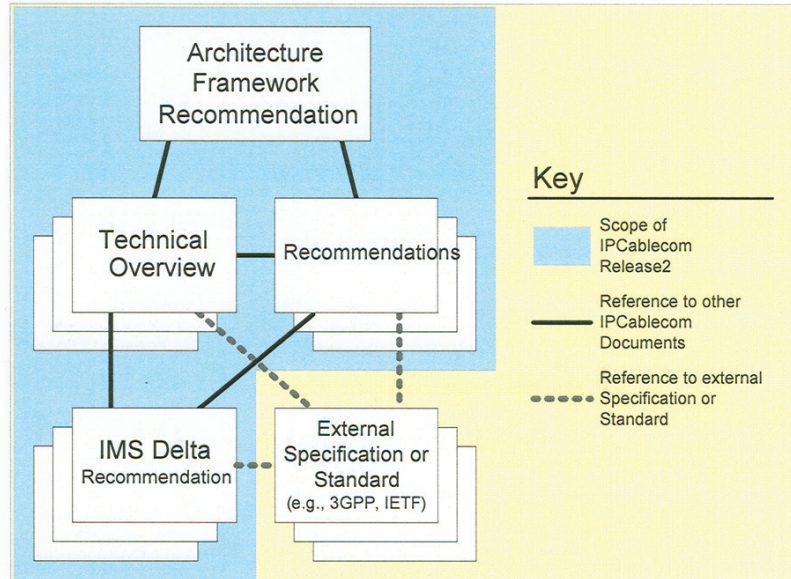 Architecture
Framework
Recommendation
Technical
Overview
Recommendations
IMS Delta
Recommendation
External
Specification or
Standard
(e.g., 3GPP, IETF)
Key
Scope of
IPCablecom
Release2
Reference to other
IPCablecom
Documents
Reference to external
Specification or
Standard